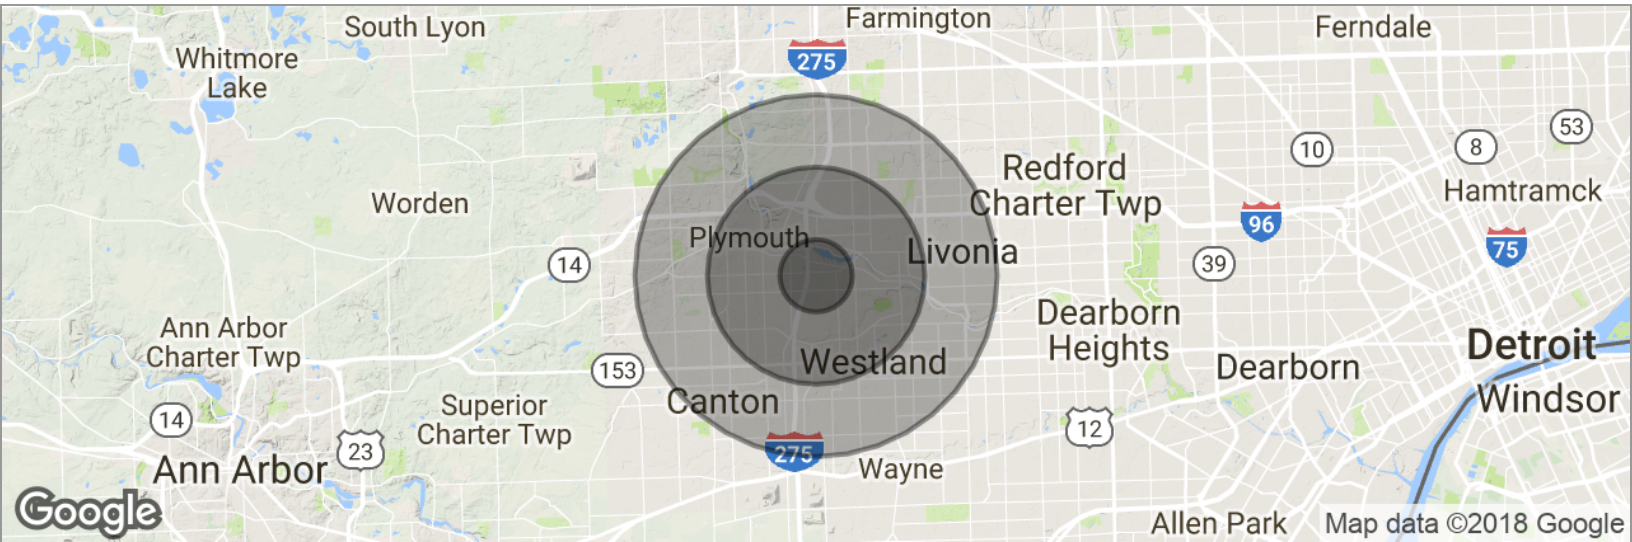 South Lyon
Farmington
Ferndale
Whitmore
Lake
275
53
10
8
Redford
Charter Twp
Hamtramck
Worden
96
Plymouth
Livonia
75
14
39
Ann Arbor
Charter Twp
Dearborn
Heights
Detroit
Westland
153
Dearborn
Canton
Windsor
Superior
Charter Twp
14
12
23
275
Ann Arbor
Wayne
Google
Allen Park
Map data ©2018 Google